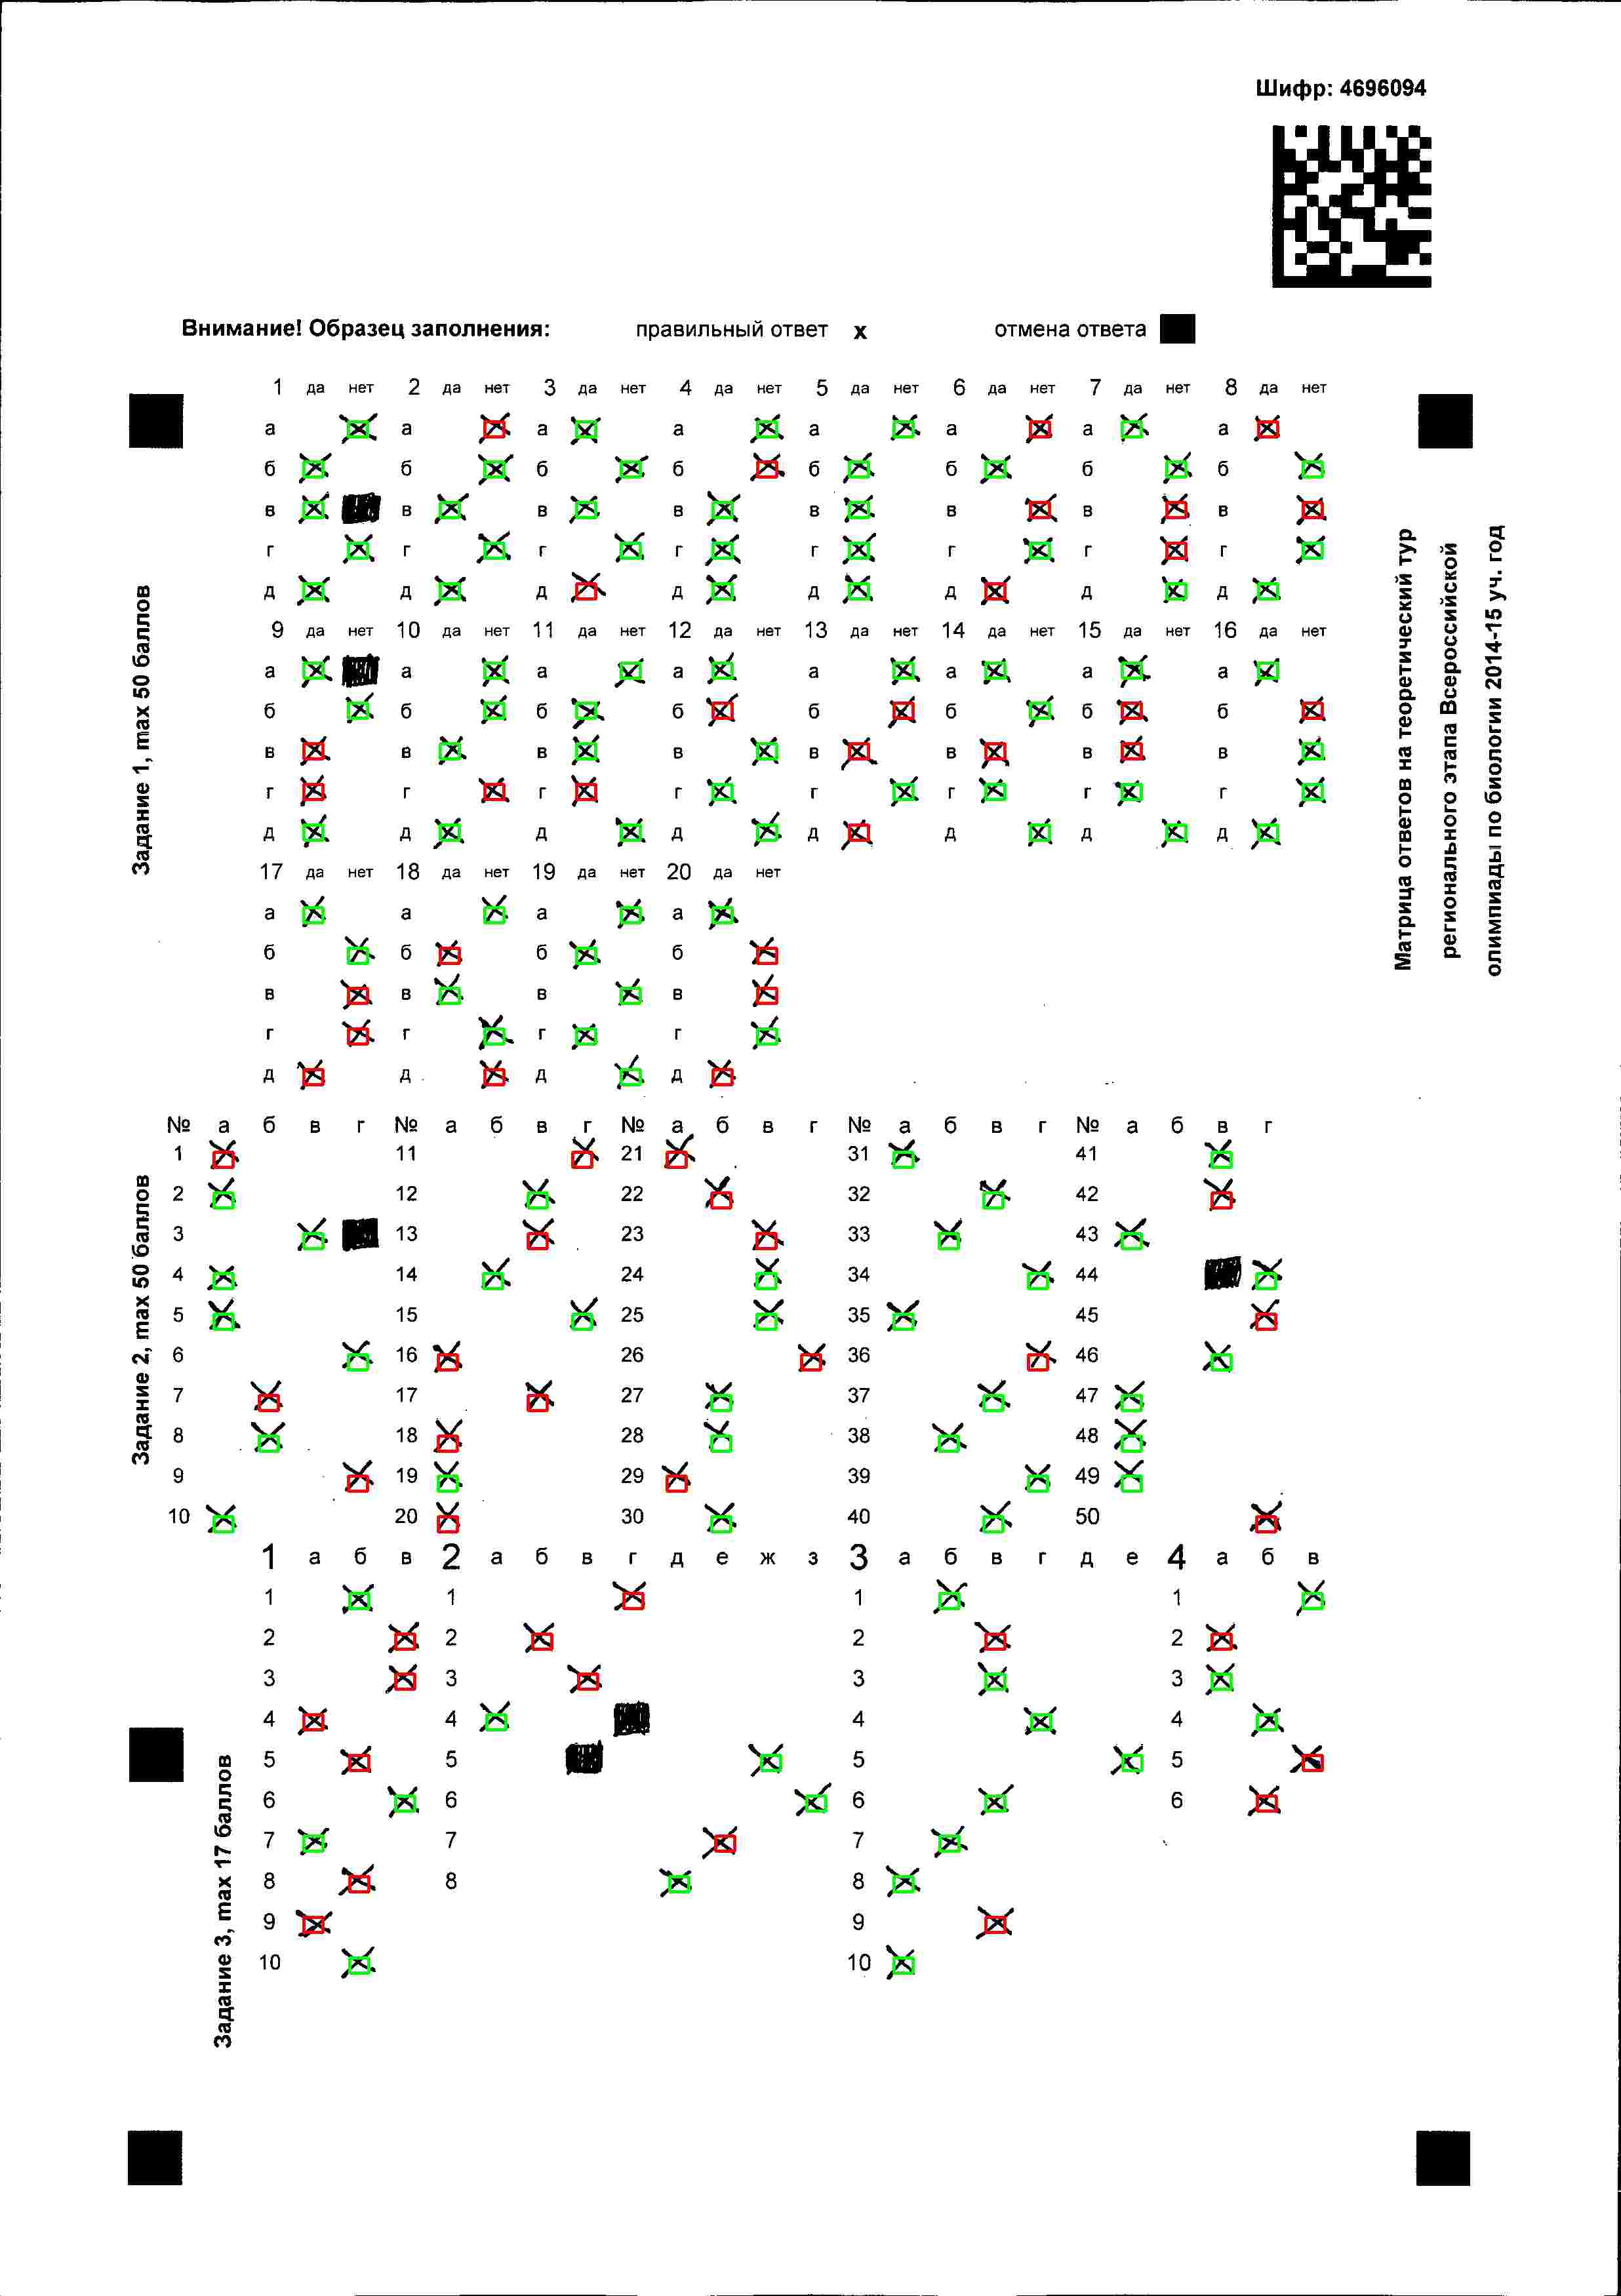 Шифр: 4696094
Внимание! Образец заполнения: правильный ответ х отмена ответа
1 да нет 2 да нет 3 да нет 4 да нет 5 да нет 6 да нет 7 да нет 8 да нет
а а а а а а а а
б б б б б б б б
в в в в в в в в
г г г г г г г г
д д д д д д д д
9 да нет 10 да нет 11 да нет 12 да нет 13 да нет 14 да нет 15 да нет 16 да нет
а а а а а а а а
б б б б б б б б
в в в в в в в в
г г г г г г г г
д д д д д д д д
17 да нет 18 да нет 19 да нет 20 да нет
а а а а
б б б б
в в в в
г г г г
д д д д
Задание 1, max 50 баллов
Матрица ответов на теоретический тур
регионального этапа Всероссийской
олимпиады по биологии 2014-15 уч. год
№ а б в г № а б в г № а б в г № а б в г № а б в г
1 11 21 31 41
2 12 22 32 42
3 13 23 33 43
4 14 24 34 44
5 15 25 35 45
6 16 26 36 46
7 17 27 37 47
8 18 28 38 48
9 19 29 39 49
10 20 30 40 50
Задание 2, max 50 баллов
1 а б в 2 а б в г д е ж з 3 а б в г д е 4 а б в
1 1 1 1
2 2 2 2
3 3 3 3
4 4 4 4
5 5 5 5
6 6 6 6
7 7 7
8 8 8
9 9
10 10
Задание 3, max 17 баллов